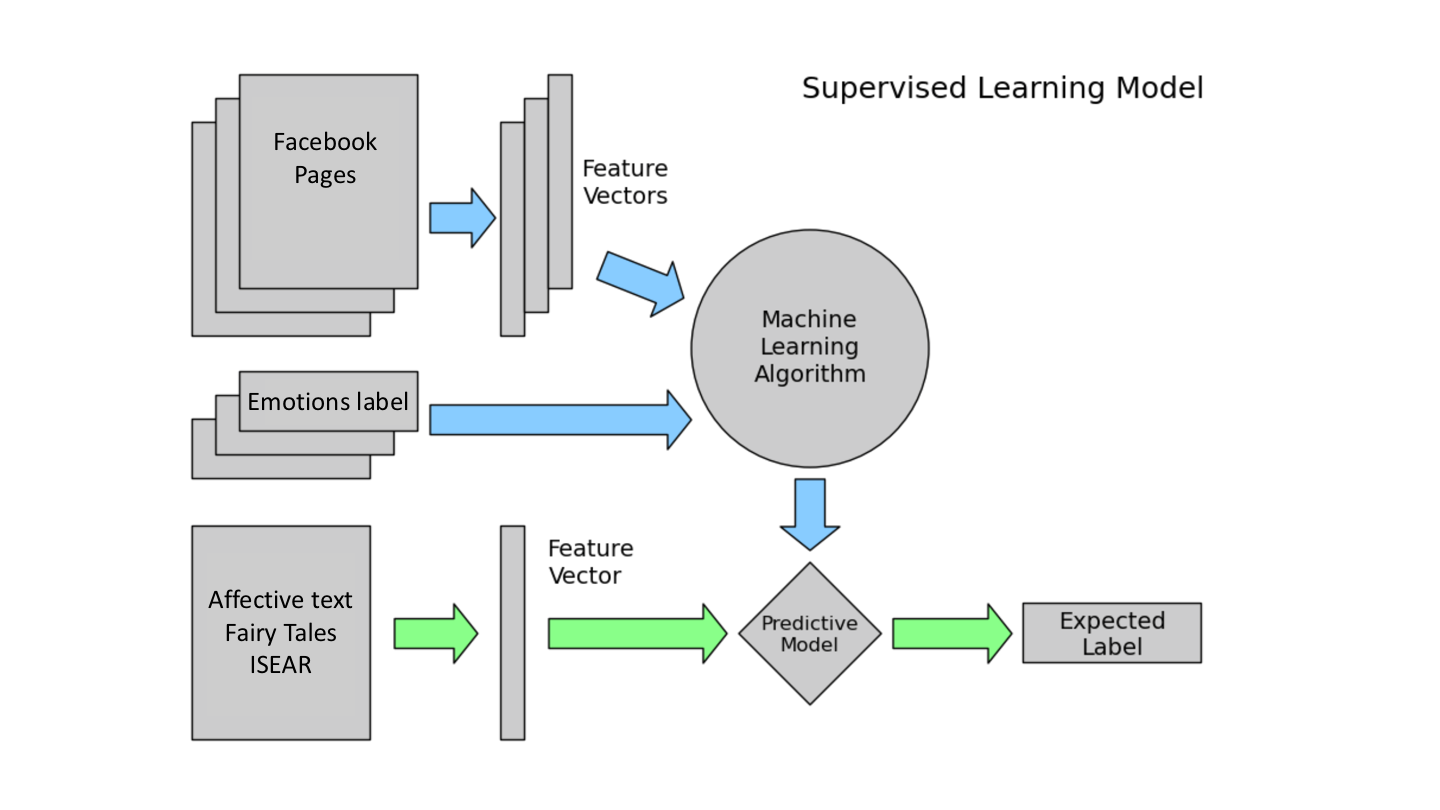 Supervised Learning Model
Facebook
Pages
Feature
Vectors
Machine
Learning
Algorithm
Emotions label
Feature
Vector
Affective text
Fairy Tales
ISEAR
Predictive
Model
Expected
Label